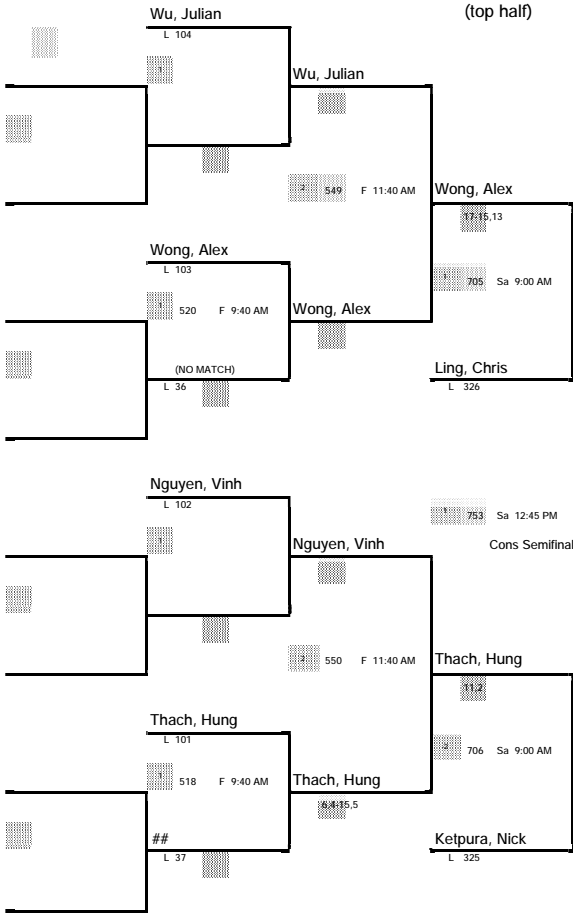 Wu, Julian
(top half)
L 104
1
Wu, Julian
2 549 F 11:40 AM
Wong, Alex
17-15,13
Wong, Alex
L 103
1 705 Sa 9:00 AM
1 520 F 9:40 AM
Wong, Alex
(NO MATCH)
Ling, Chris
L 36
L 326
Nguyen, Vinh
L 102
1 753 Sa 12:45 PM
1
Nguyen, Vinh
Cons Semifinal
2 550 F 11:40 AM
Thach, Hung
11,2
Thach, Hung
L 101
2 706 Sa 9:00 AM
1 518 F 9:40 AM
Thach, Hung
6,4-15,5
##
Ketpura, Nick
L 37
L 325